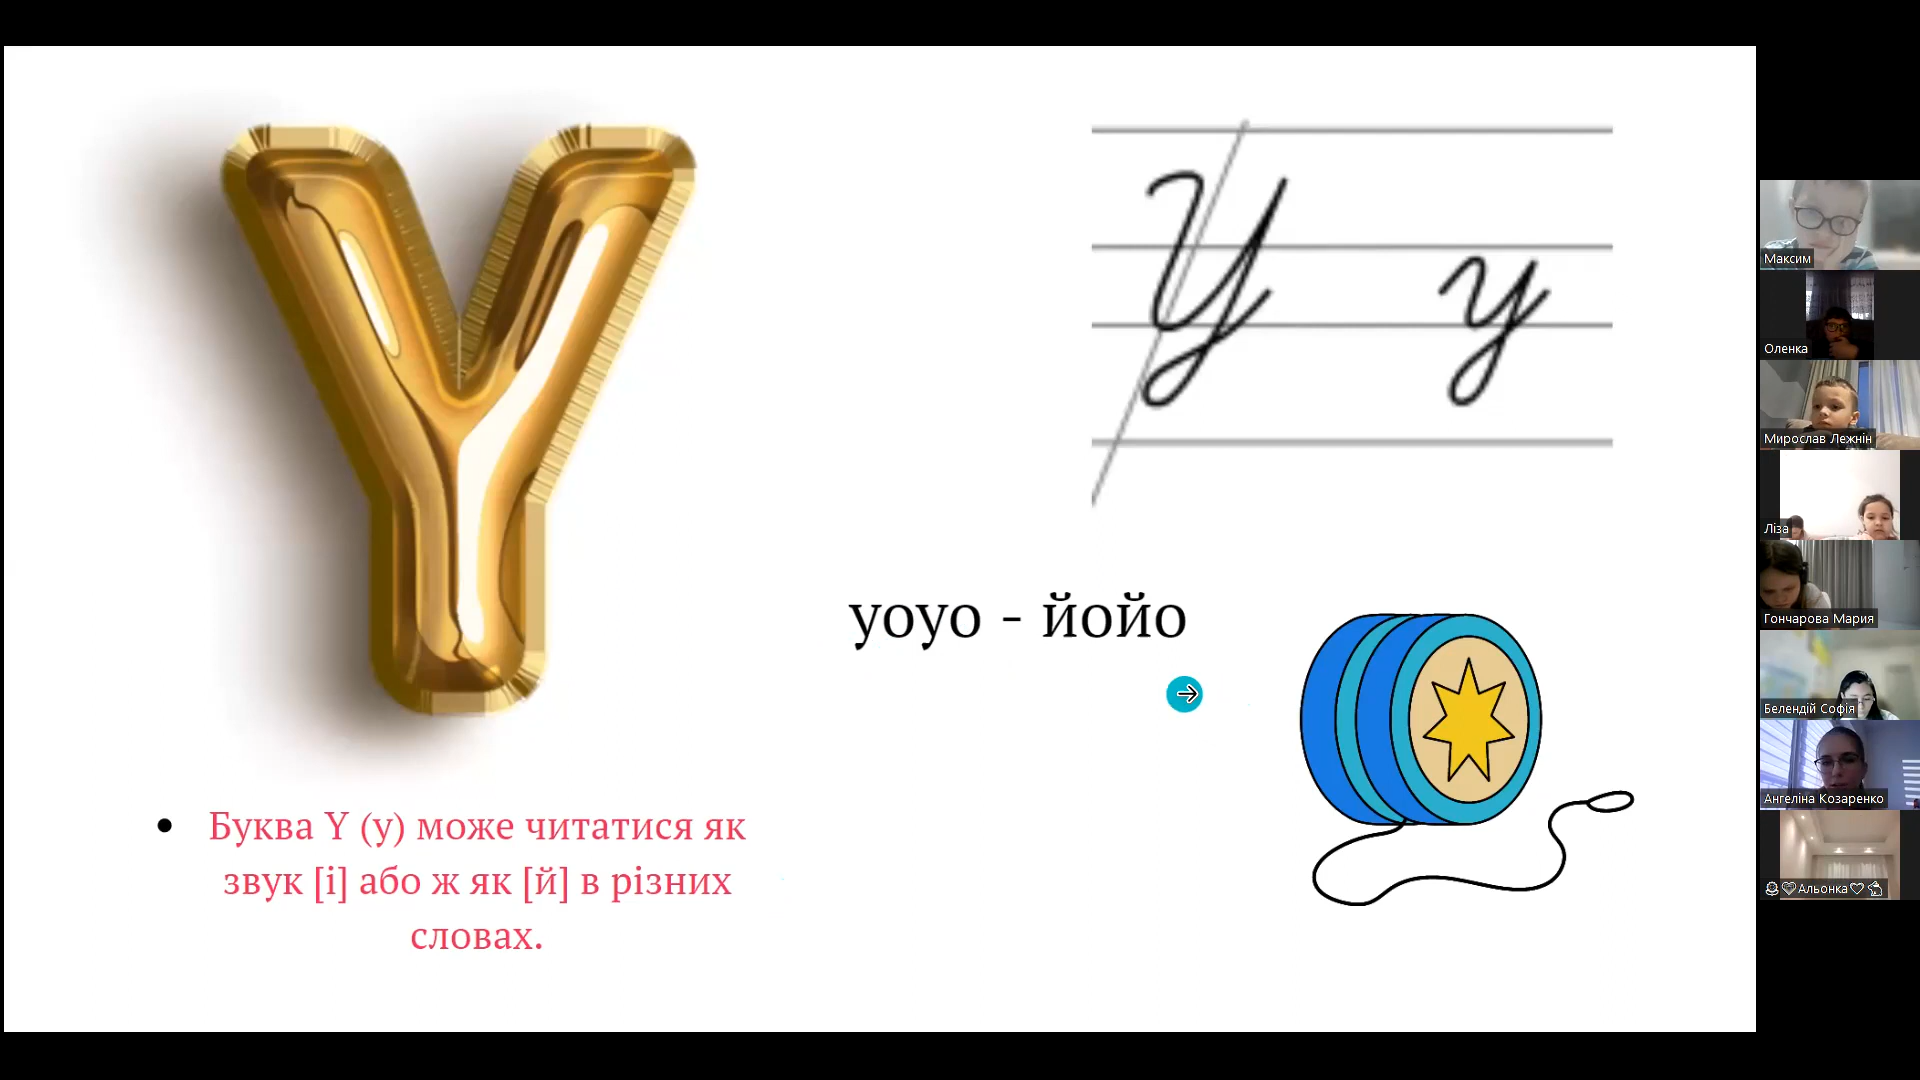 Y
Y y
yoyo - йойо
• Буква Y (y) може читатися як
звук [і] або ж як [й] в різних
словах.
Максим
Оленка
Мирослав Лежнін
Ліза
Гончарова Мария
Белендій Софія
Ангеліна Козаренко
Альонка